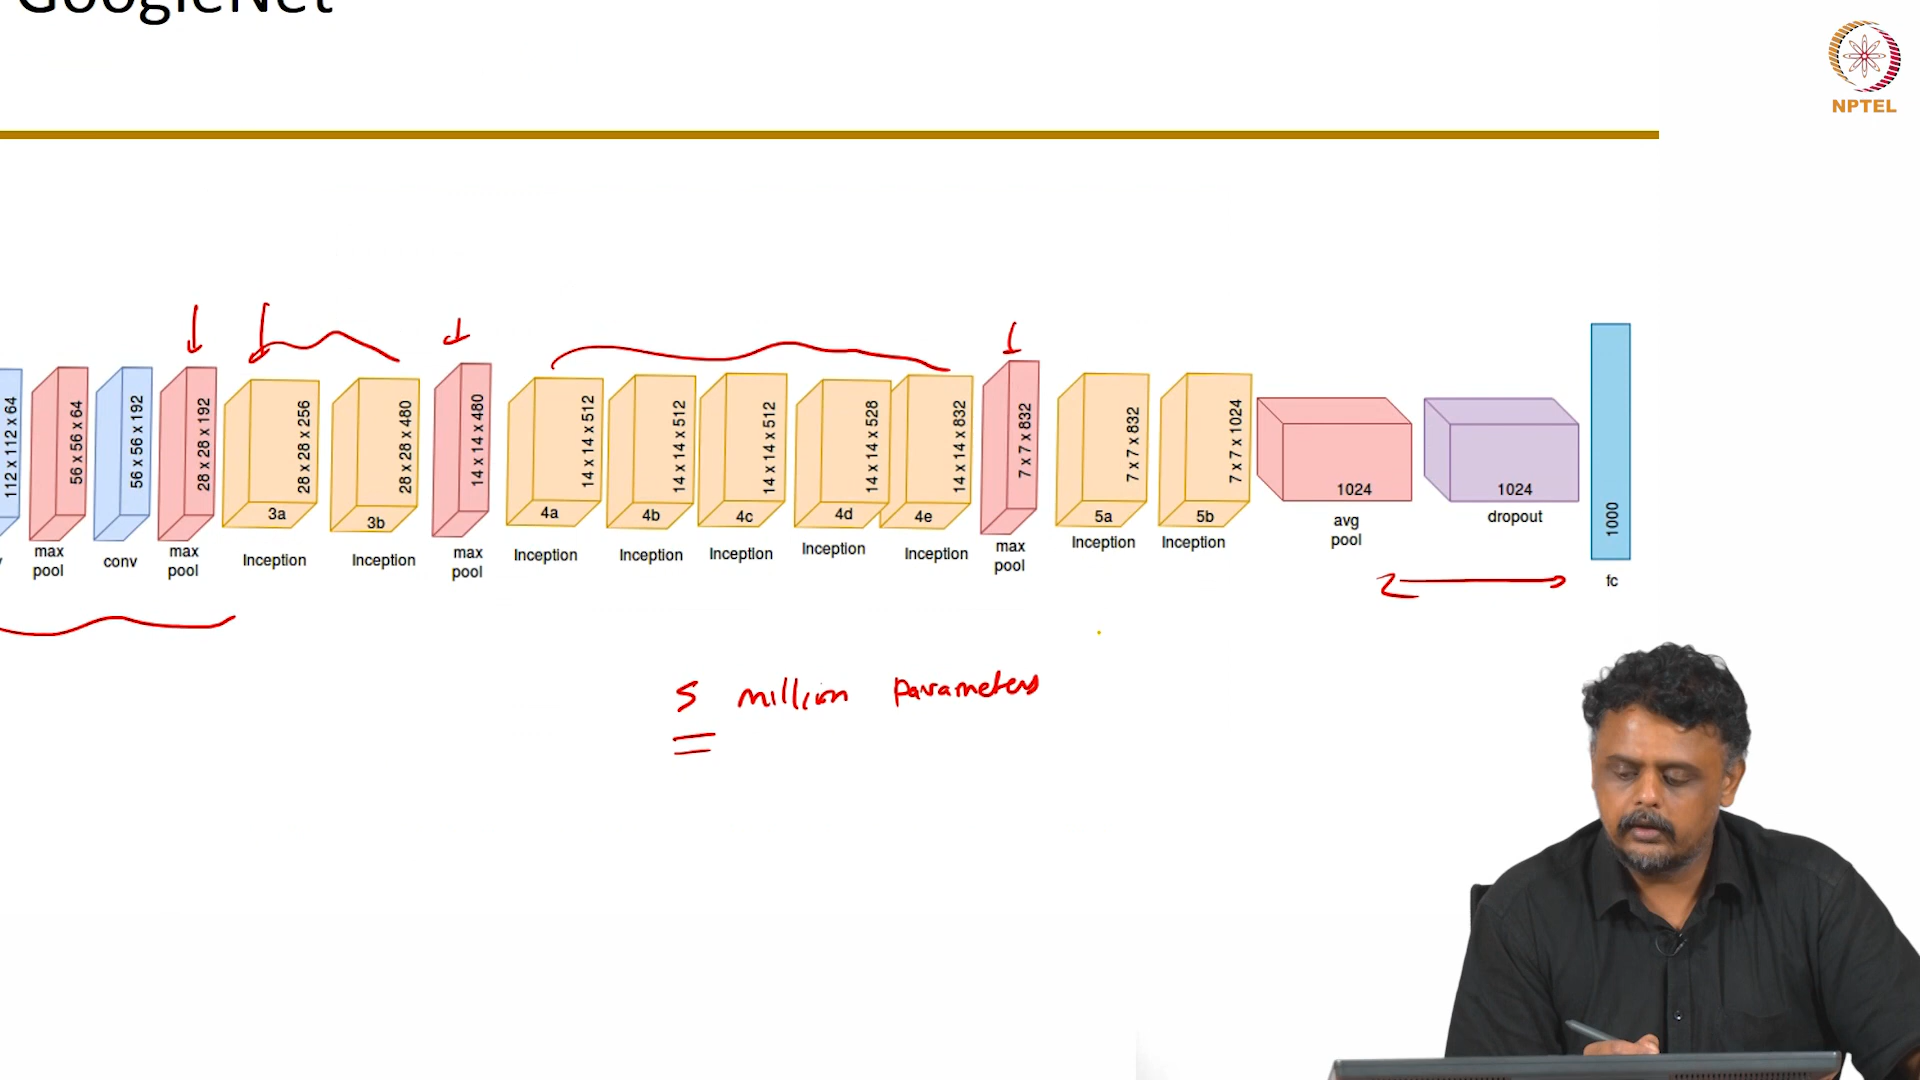 GoogleNet
NPTEL
112 x 112 x 64
56 x 56 x 64
56 x 56 x 192
28 x 28 x 192
28 x 28 x 256
28 x 28 x 480
14 x 14 x 480
14 x 14 x 512
14 x 14 x 512
14 x 14 x 512
14 x 14 x 528
14 x 14 x 832
7 x 7 x 832
7 x 7 x 832
7 x 7 x 1024
1024
1024
1000
3a
3b
4a
4b
4c
4d
4e
5a
5b
max pool
conv
max pool
Inception
Inception
max pool
Inception
Inception
Inception
Inception
Inception
max pool
Inception
Inception
avg pool
dropout
fc
5 million parameters